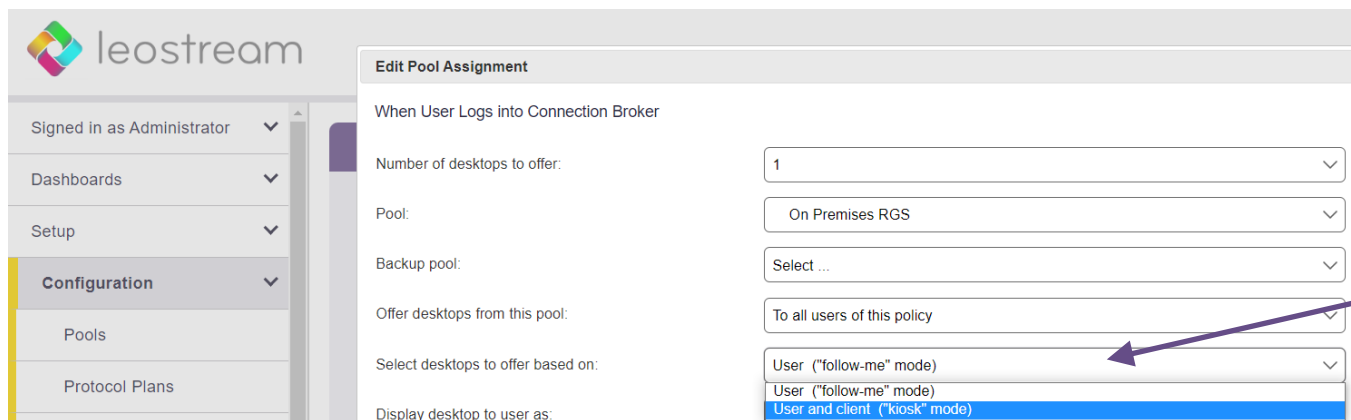 leostream
Signed in as Administrator
Dashboards
Setup
Configuration
Pools
Protocol Plans
Edit Pool Assignment
When User Logs into Connection Broker
Number of desktops to offer: 1
Pool: On Premises RGS
Backup pool: Select ...
Offer desktops from this pool: To all users of this policy
Select desktops to offer based on: User ("follow-me" mode)
User ("follow-me" mode)
User and client ("kiosk" mode)
Display desktop to user as: